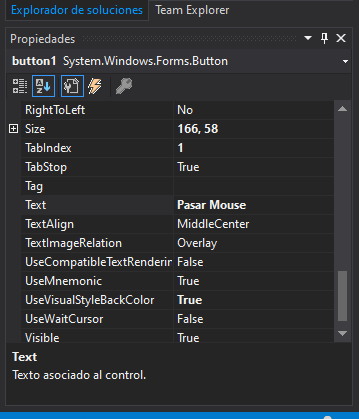 Explorador de soluciones Team Explorer
Propiedades
button1 System.Windows.Forms.Button
RightToLeft No
Size 166, 58
TabIndex 1
TabStop True
Tag
Text Pasar Mouse
TextAlign MiddleCenter
TextImageRelation Overlay
UseCompatibleTextRenderin False
UseMnemonic True
UseVisualStyleBackColor True
UseWaitCursor False
Visible True
Text
Texto asociado al control.